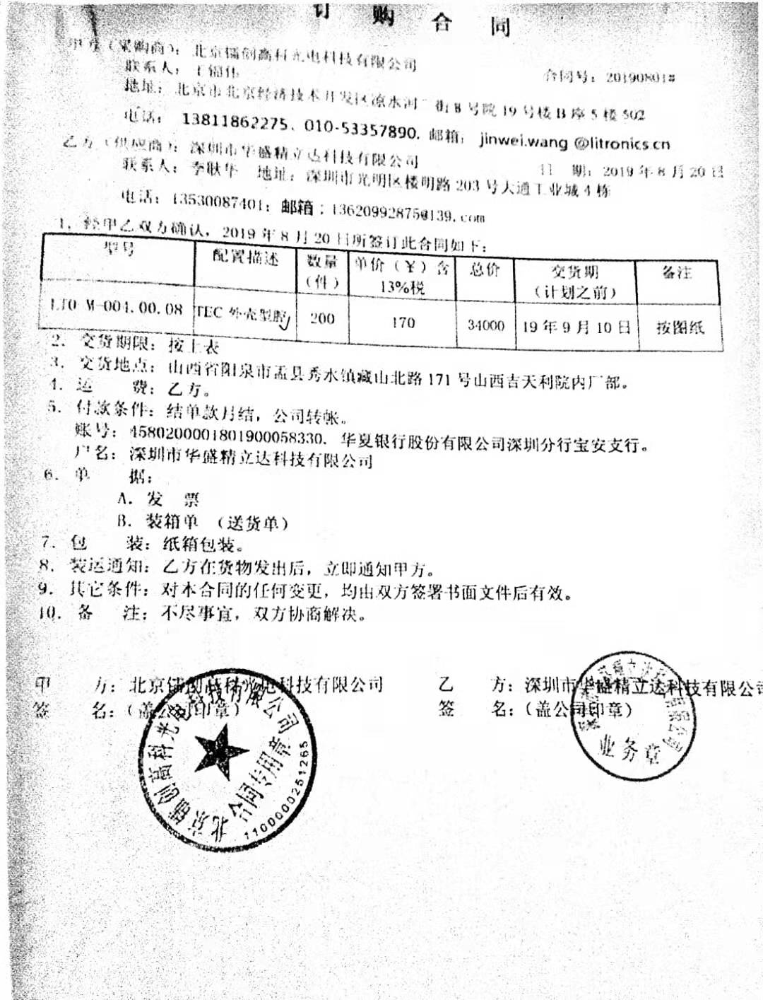 订购合同
甲方（采购商）：北京镭创高科光电科技有限公司
联系人：王锦伟
合同号：20190801#
地址：北京市北京经济技术开发区凉水河二街8号院19号楼B座5楼502
电话：13811862275、010-53357890. 邮箱：jinwei.wang @litronics.cn
乙方（供应商）：深圳市华盛精立达科技有限公司
日 期：2019年8月20日
联系人：李耿华 地址：深圳市光明区楼明路203号大通工业城4栋
电话：13530087401；邮箱：13620992875@139.com
1. 经甲乙双方确认，2019年8月20日所签订此合同如下：
型号 配置描述 数量（件） 单价（¥）含13%税 总价 交货期（计划之前） 备注
LTO-M-004.00.08 TEC 外壳型腔 200 170 34000 19年9月10日 按图纸
2. 交货期限：按上表
3. 交货地点：山西省阳泉市盂县秀水镇藏山北路171号山西吉天利院内厂部。
4. 运 费：乙方。
5. 付款条件：结单款月结，公司转帐。
账号：4580200001801900058330. 华夏银行股份有限公司深圳分行宝安支行。
户名：深圳市华盛精立达科技有限公司
6. 单 据：
A. 发 票
B. 装箱单 （送货单）
7. 包 装：纸箱包装。
8. 装运通知：乙方在货物发出后，立即通知甲方。
9. 其它条件：对本合同的任何变更，均由双方签署书面文件后有效。
10. 备 注：不尽事宜，双方协商解决。
甲 方：北京镭创高科光电科技有限公司
签 名：（盖公司印章）
乙 方：深圳市华盛精立达科技有限公司
签 名：（盖公司印章）
北京镭创高科光电科技有限公司
合同专用章
1100000251265
业务章